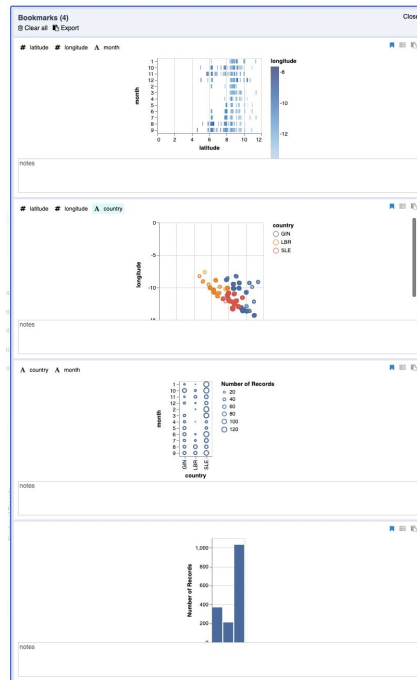 Bookmarks (4)
Close
Clear all Export
# latitude # longitude A month
longitude
1
10
11
12
2
3
4
5
6
7
8
9
month
-8
-10
-12
0 2 4 6 8 10 12
latitude
notes
# latitude # longitude A country
0
-5
-10
-15
longitude
country
GIN
LBR
SLE
notes
A country A month
1
10
11
12
2
3
4
5
6
7
8
9
month
Number of Records
20
40
60
80
100
120
GIN
LBR
SLE
country
notes
1,000
800
600
400
200
0
Number of Records
notes